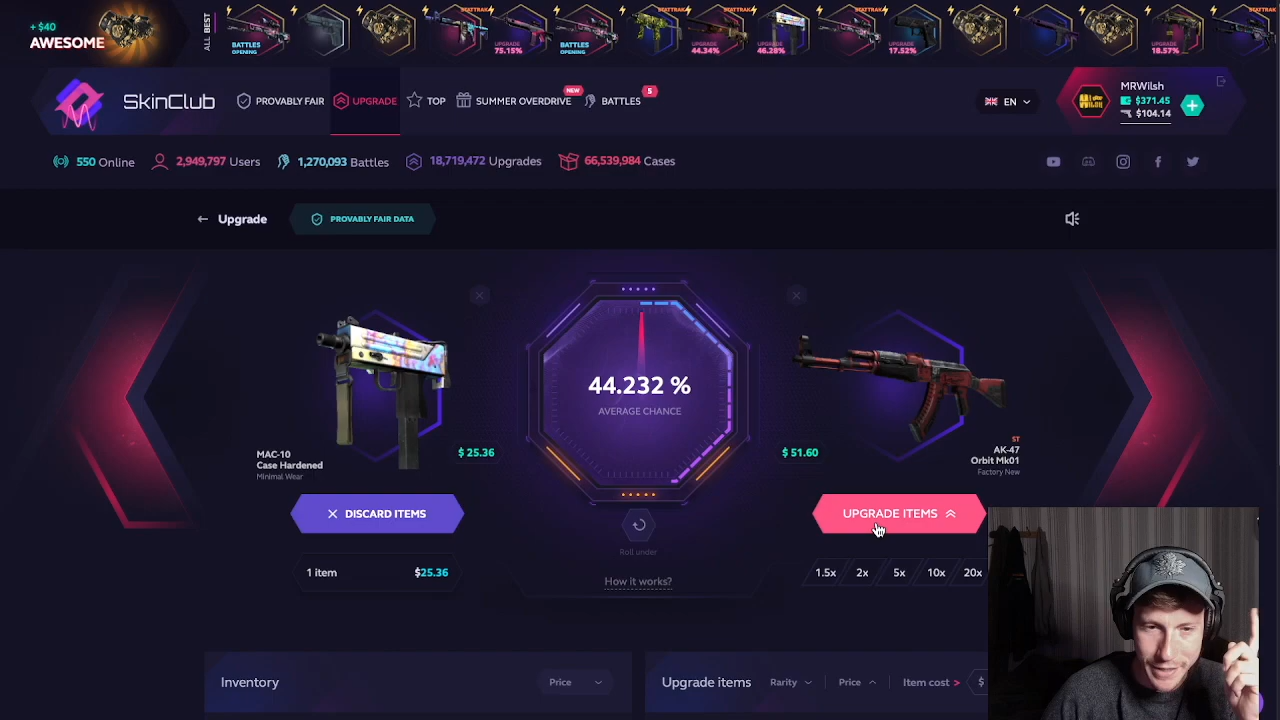 + $40
AWESOME
ALL BEST
BATTLES
OPENING
STATTRAK
UPGRADE
75.15%
BATTLES
OPENING
STATTRAK
UPGRADE
44.34%
UPGRADE
46.28%
STATTRAK
UPGRADE
17.52%
STATTRAK
UPGRADE
18.57%
STATTRAK
SKINCLUB
PROVABLY FAIR
UPGRADE
TOP
SUMMER OVERDRIVE
NEW
BATTLES
5
EN
MRWilsh
$371.45
$104.14
550 Online
2,949,797 Users
1,270,093 Battles
18,719,472 Upgrades
66,539,984 Cases
← Upgrade
PROVABLY FAIR DATA
44.232 %
AVERAGE CHANCE
MAC-10
Case Hardened
Minimal Wear
$ 25.36
$ 51.60
ST
AK-47
Orbit Mk01
Factory New
DISCARD ITEMS
UPGRADE ITEMS
1 item $25.36
Roll under
How it works?
1.5x 2x 5x 10x 20x
Inventory
Price
Upgrade items
Rarity
Price
Item cost >
$